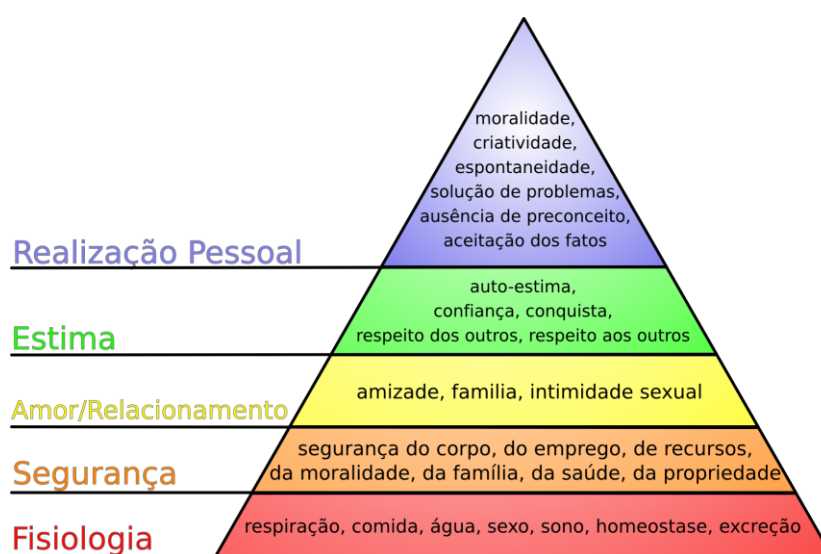 moralidade,
criatividade,
espontaneidade,
solução de problemas,
ausência de preconceito,
aceitação dos fatos
Realização Pessoal
auto-estima,
confiança, conquista,
respeito dos outros, respeito aos outros
Estima
amizade, familia, intimidade sexual
Amor/Relacionamento
segurança do corpo, do emprego, de recursos,
da moralidade, da família, da saúde, da propriedade
Segurança
respiração, comida, água, sexo, sono, homeostase, excreção
Fisiologia